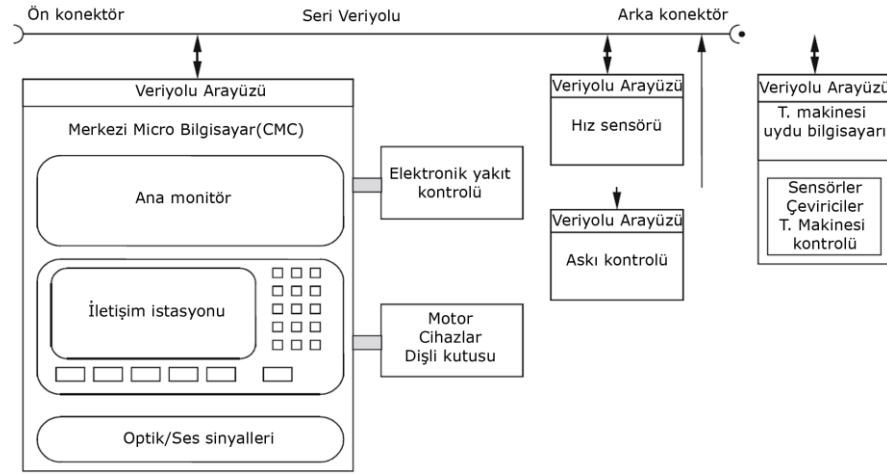 Ön konektör
Seri Veriyolu
Arka konektör
Veriyolu Arayüzü
Merkezi Micro Bilgisayar(CMC)
Ana monitör
İletişim istasyonu
Optik/Ses sinyalleri
Elektronik yakıt
kontrolü
Motor
Cihazlar
Dişli kutusu
Veriyolu Arayüzü
Hız sensörü
Veriyolu Arayüzü
Askı kontrolü
Veriyolu Arayüzü
T. makinesi
uydu bilgisayarı
Sensörler
Çeviriciler
T. Makinesi
kontrolü